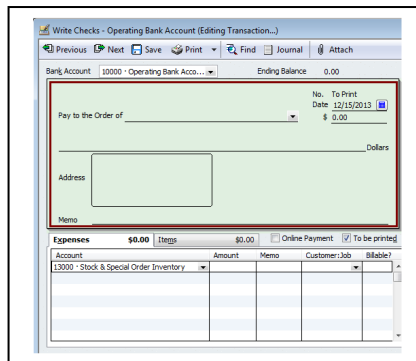 Write Checks - Operating Bank Account (Editing Transaction...)
Previous Next Save Print Find Journal Attach
Bank Account 10000 · Operating Bank Acco... Ending Balance 0.00
No. To Print
Date 12/15/2013
Pay to the Order of $ 0.00
Dollars
Address
Memo
Expenses $0.00 Items $0.00 Online Payment To be printed
Account Amount Memo Customer:Job Billable?
13000 · Stock & Special Order Inventory